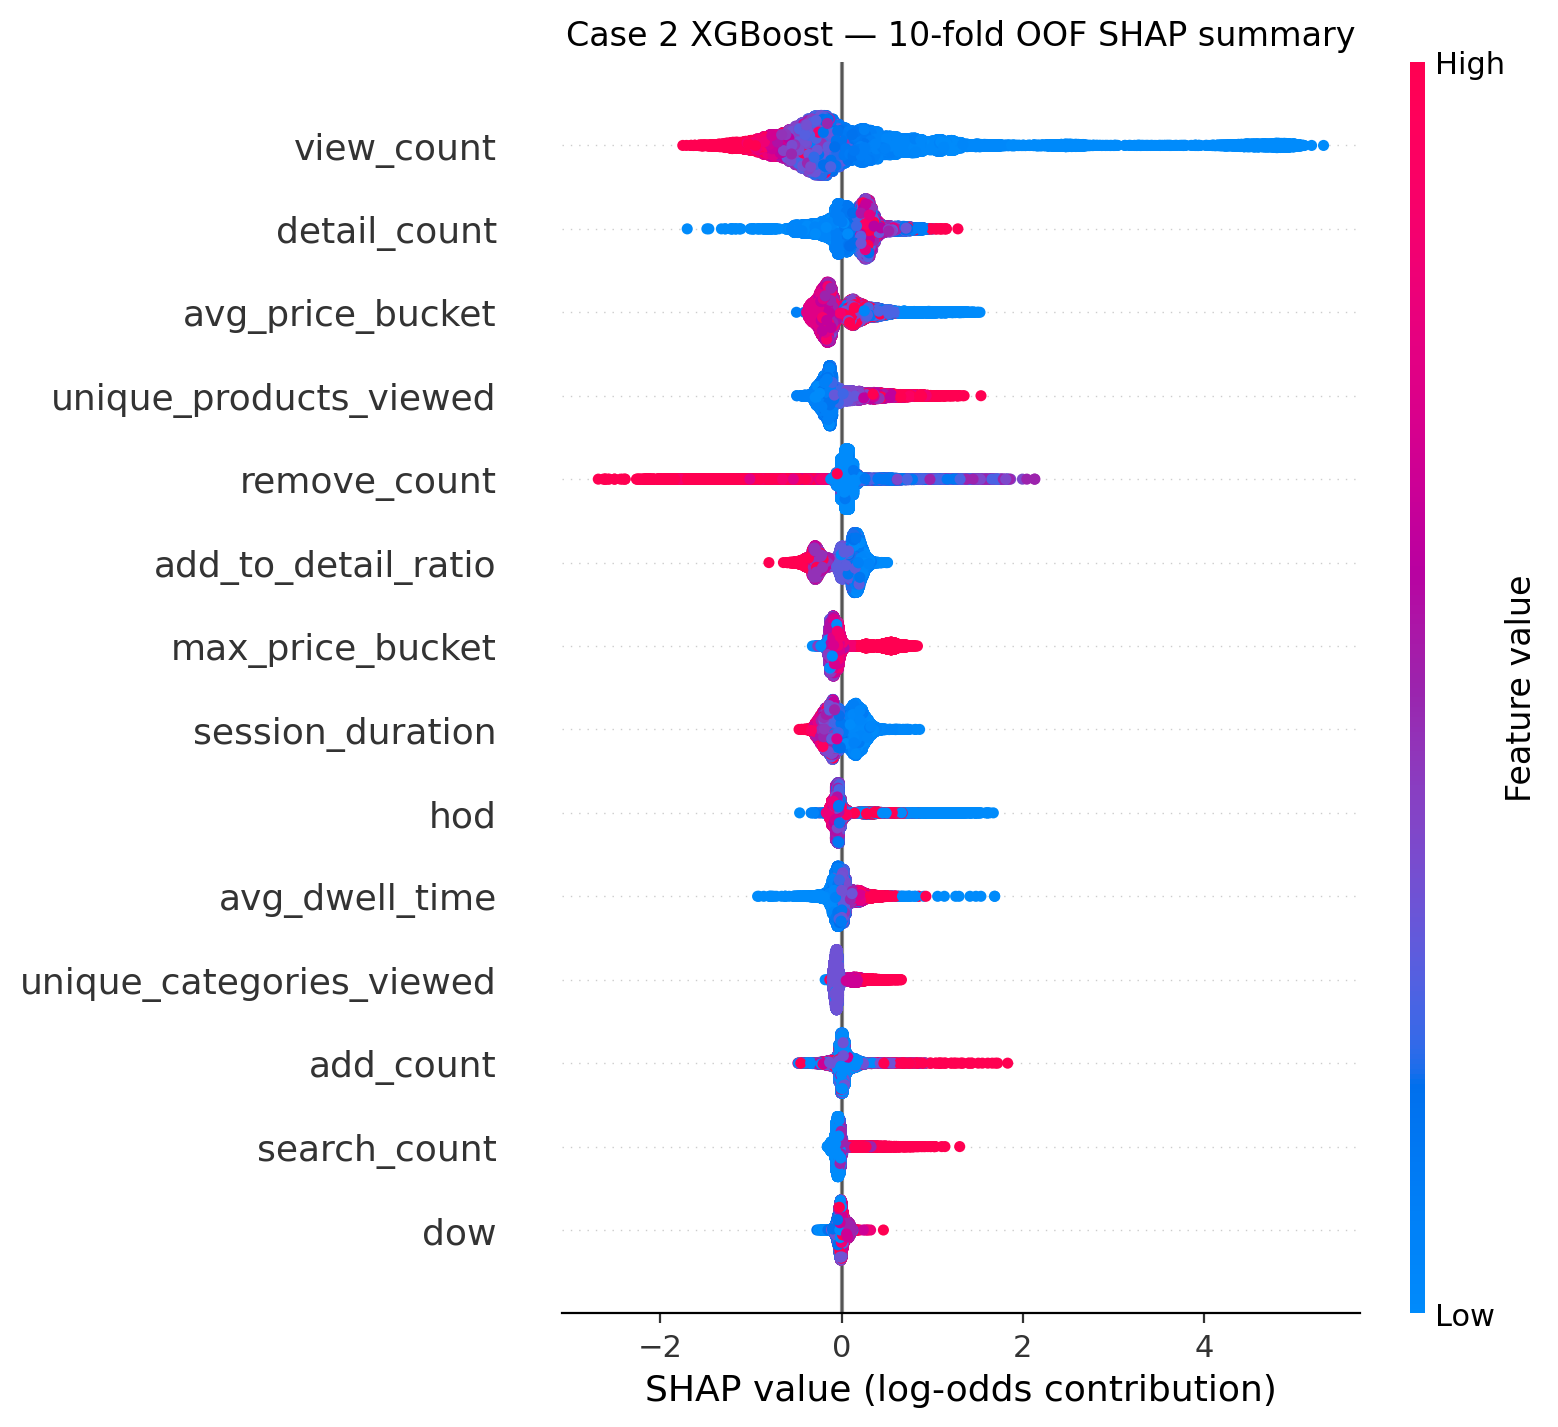 Case 2 XGBoost — 10-fold OOF SHAP summary
High
view_count
detail_count
avg_price_bucket
unique_products_viewed
remove_count
add_to_detail_ratio
max_price_bucket
session_duration
hod
avg_dwell_time
unique_categories_viewed
add_count
search_count
dow
Feature value
Low
−2 0 2 4
SHAP value (log-odds contribution)